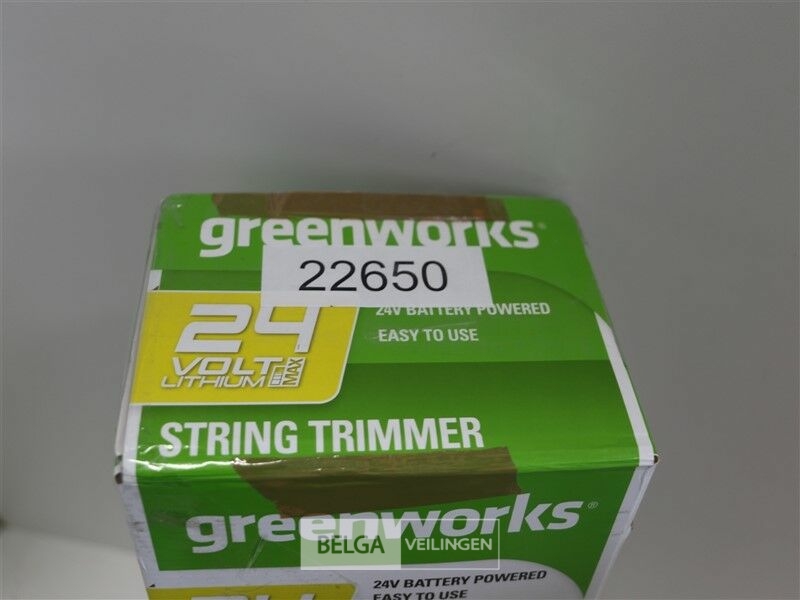 greenworks®
22650
24 VOLT LITHIUM MAX
24V BATTERY POWERED
EASY TO USE
STRING TRIMMER
greenworks®
BELGA VEILINGEN
24V BATTERY POWERED
EASY TO USE